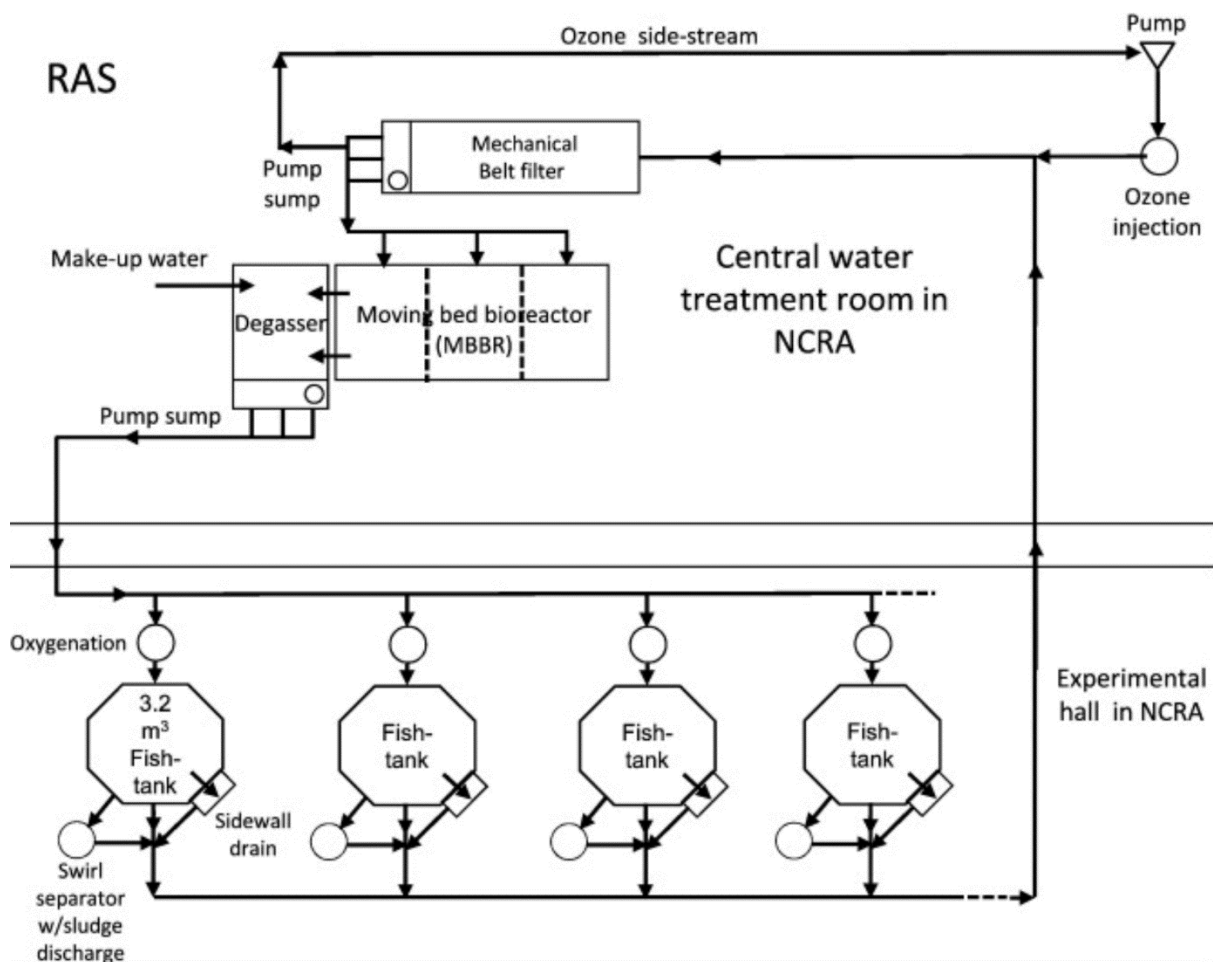 RAS
Ozone side-stream
Pump
Mechanical
Belt filter
Pump
sump
Ozone
injection
Make-up water
Central water
treatment room in
NCRA
Degasser
Moving bed bioreactor
(MBBR)
Pump sump
Oxygenation
Experimental
hall in NCRA
3.2
m³
Fish-
tank
Fish-
tank
Fish-
tank
Fish-
tank
Sidewall
drain
Swirl
separator
w/sludge
discharge